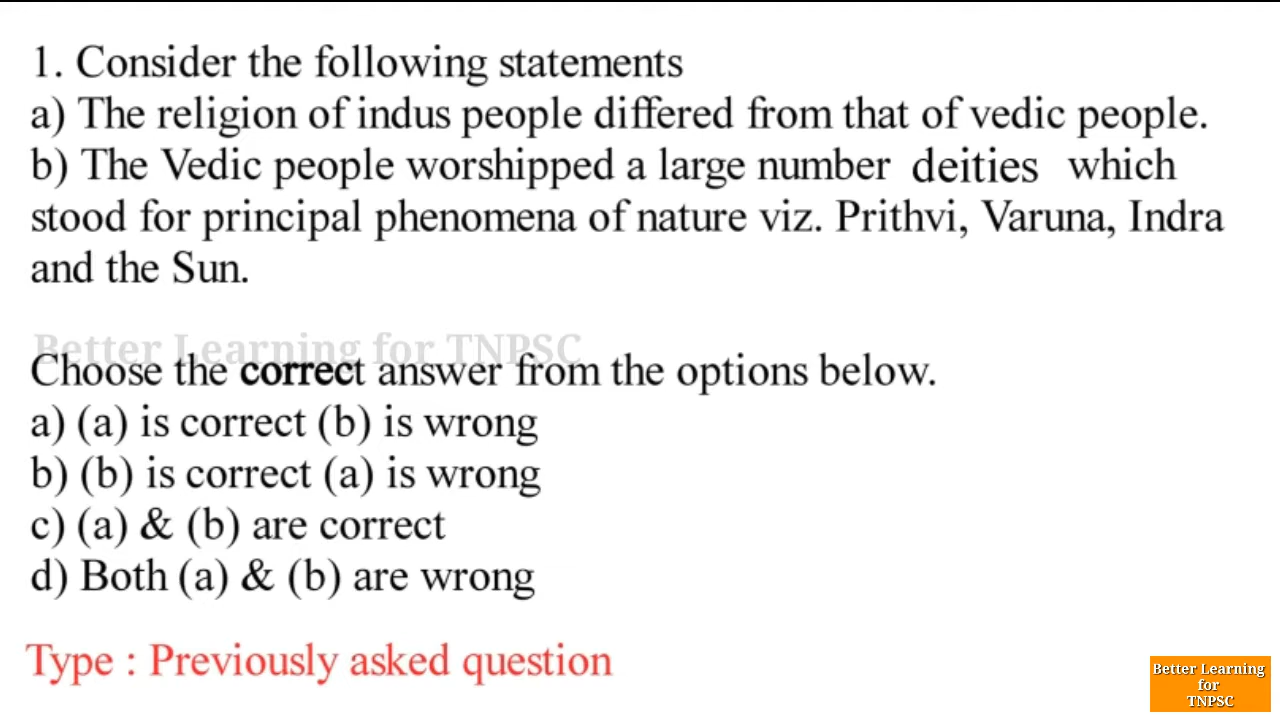 1. Consider the following statements
a) The religion of indus people differed from that of vedic people.
b) The Vedic people worshipped a large number deities which
stood for principal phenomena of nature viz. Prithvi, Varuna, Indra
and the Sun.
Better Learning for TNPSC
Choose the correct answer from the options below.
a) (a) is correct (b) is wrong
b) (b) is correct (a) is wrong
c) (a) & (b) are correct
d) Both (a) & (b) are wrong
Type : Previously asked question
Better Learning
for
TNPSC